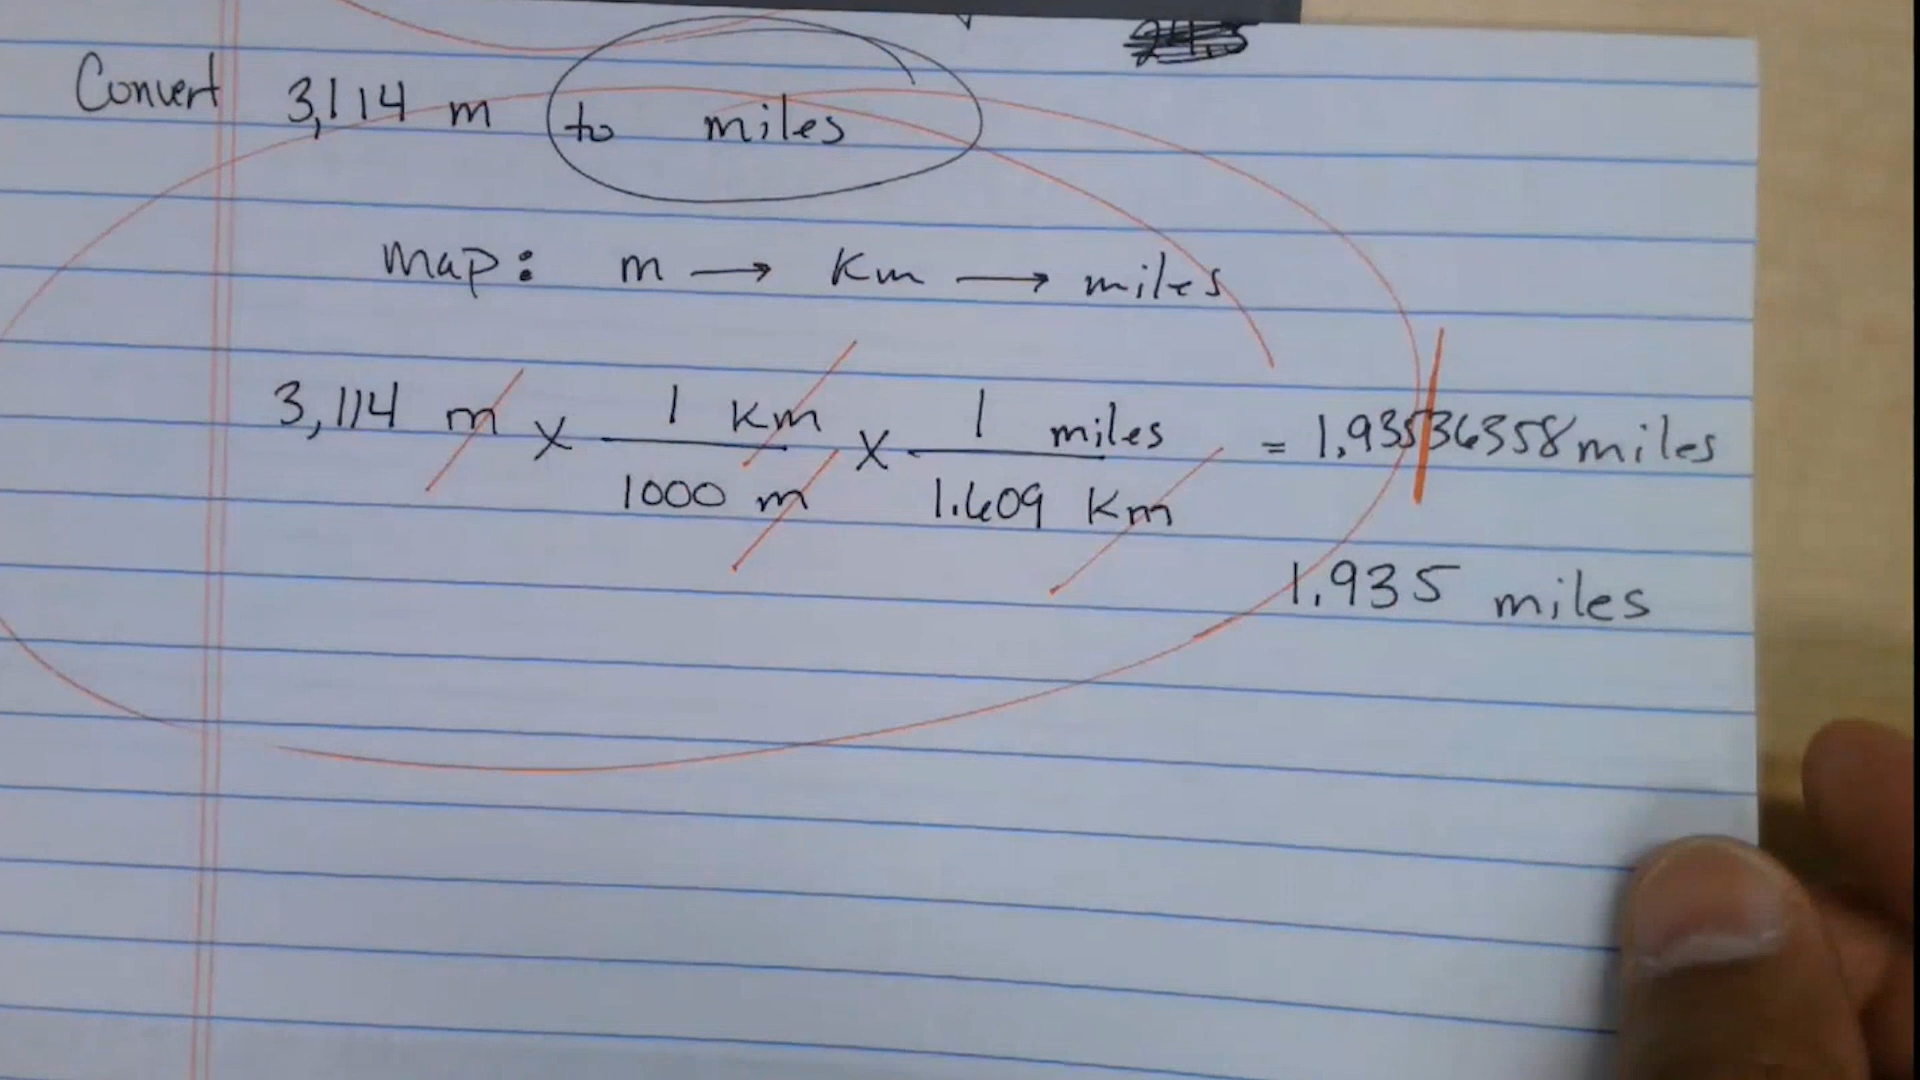 Convert 3,114 m to miles
map: m → Km → miles
3,114 m x 1 Km / 1000 m x 1 miles / 1.609 Km = 1.93536358 miles
1.935 miles